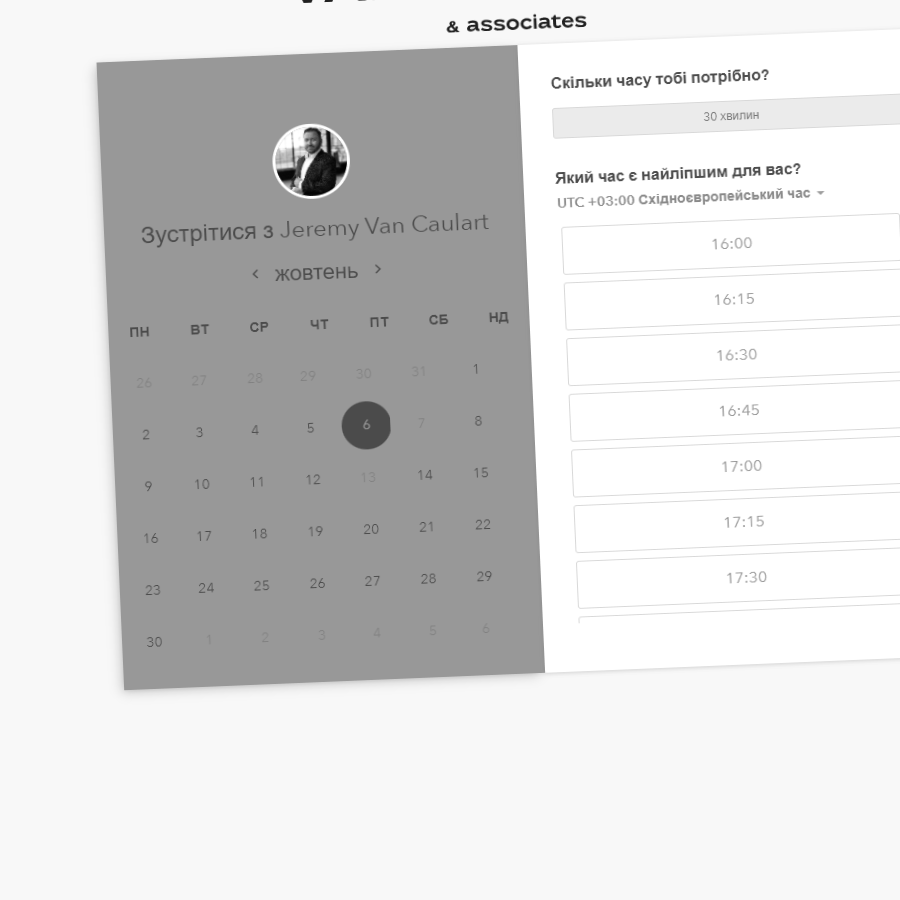 & associates
Зустрітися з Jeremy Van Caulart
‹ жовтень ›
ПН ВТ СР ЧТ ПТ СБ НД
26 27 28 29 30 31 1
2 3 4 5 6 7 8
9 10 11 12 13 14 15
16 17 18 19 20 21 22
23 24 25 26 27 28 29
30 1 2 3 4 5 6
Скільки часу тобі потрібно?
30 хвилин
Який час є найліпшим для вас?
UTC +03:00 Східноєвропейський час
16:00
16:15
16:30
16:45
17:00
17:15
17:30